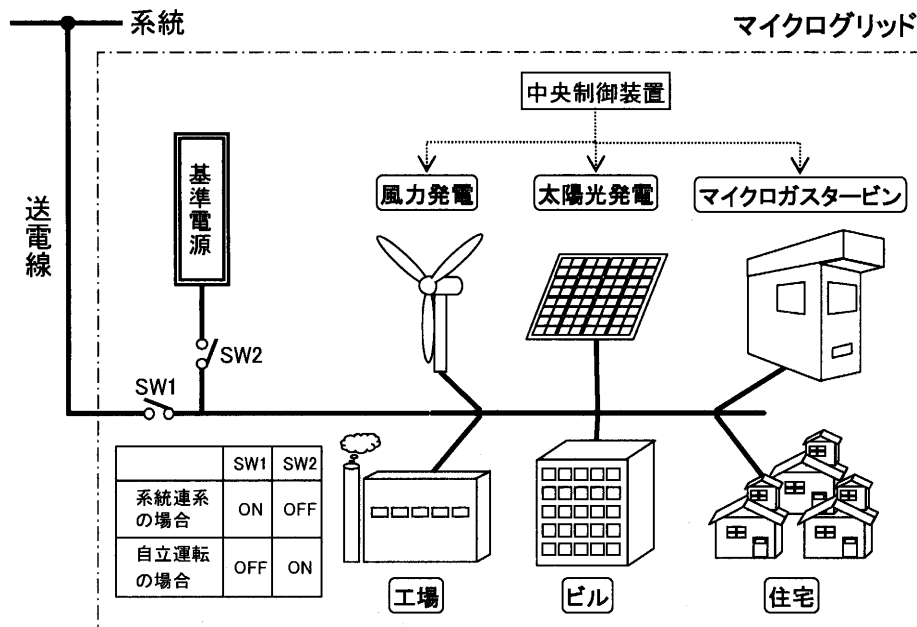 系統
マイクログリッド
中央制御装置
基準電源
風力発電
太陽光発電
マイクロガスタービン
送電線
SW2
SW1
SW1 SW2
系統連系
の場合
ON OFF
自立運転
の場合
OFF ON
工場
ビル
住宅